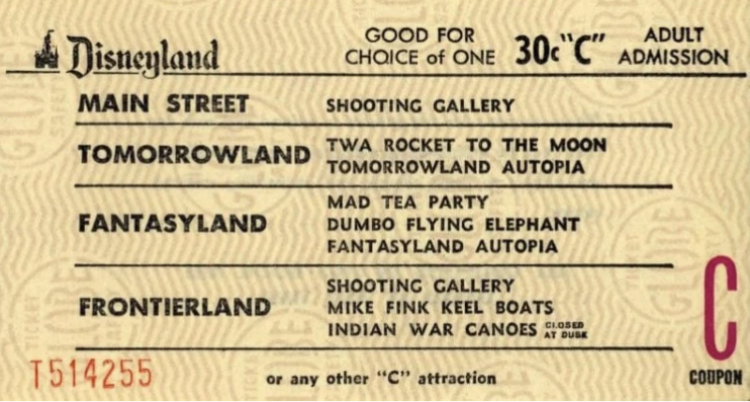 Disneyland
GOOD FOR
CHOICE of ONE
30c "C"
ADULT
ADMISSION
MAIN STREET
SHOOTING GALLERY
TOMORROWLAND
TWA ROCKET TO THE MOON
TOMORROWLAND AUTOPIA
FANTASYLAND
MAD TEA PARTY
DUMBO FLYING ELEPHANT
FANTASYLAND AUTOPIA
FRONTIERLAND
SHOOTING GALLERY
MIKE FINK KEEL BOATS
INDIAN WAR CANOES CLOSED
AT DUSK
C
COUPON
T514255
or any other "C" attraction